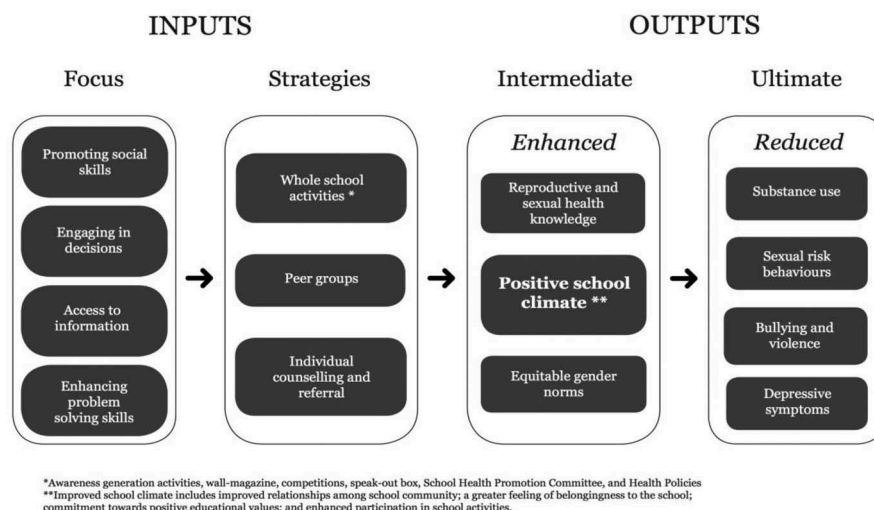 INPUTS
OUTPUTS
Focus
Strategies
Intermediate
Ultimate
Promoting social
skills
Engaging in
decisions
Access to
information
Enhancing
problem
solving skills
Whole school
activities *
Peer groups
Individual
counselling and
referral
Enhanced
Reproductive and
sexual health
knowledge
Positive school
climate **
Equitable gender
norms
Reduced
Substance use
Sexual risk
behaviours
Bullying and
violence
Depressive
symptoms
*Awareness generation activities, wall-magazine, competitions, speak-out box, School Health Promotion Committee, and Health Policies
**Improved school climate includes improved relationships among school community; a greater feeling of belongingness to the school;
commitment towards positive educational values; and enhanced participation in school activities.